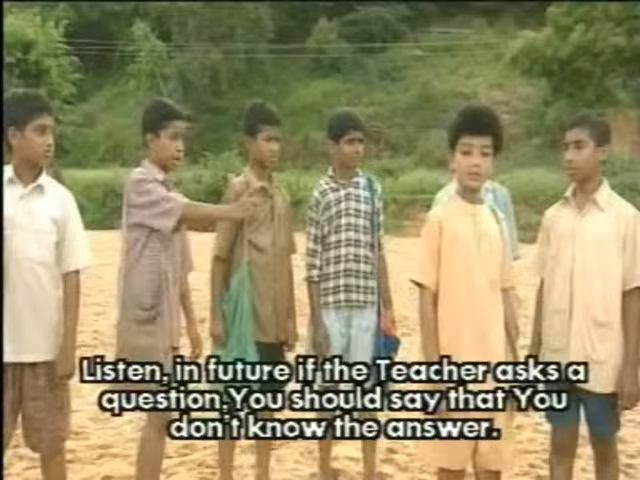 Listen, in future if the Teacher asks a
question,You should say that You
don't know the answer.